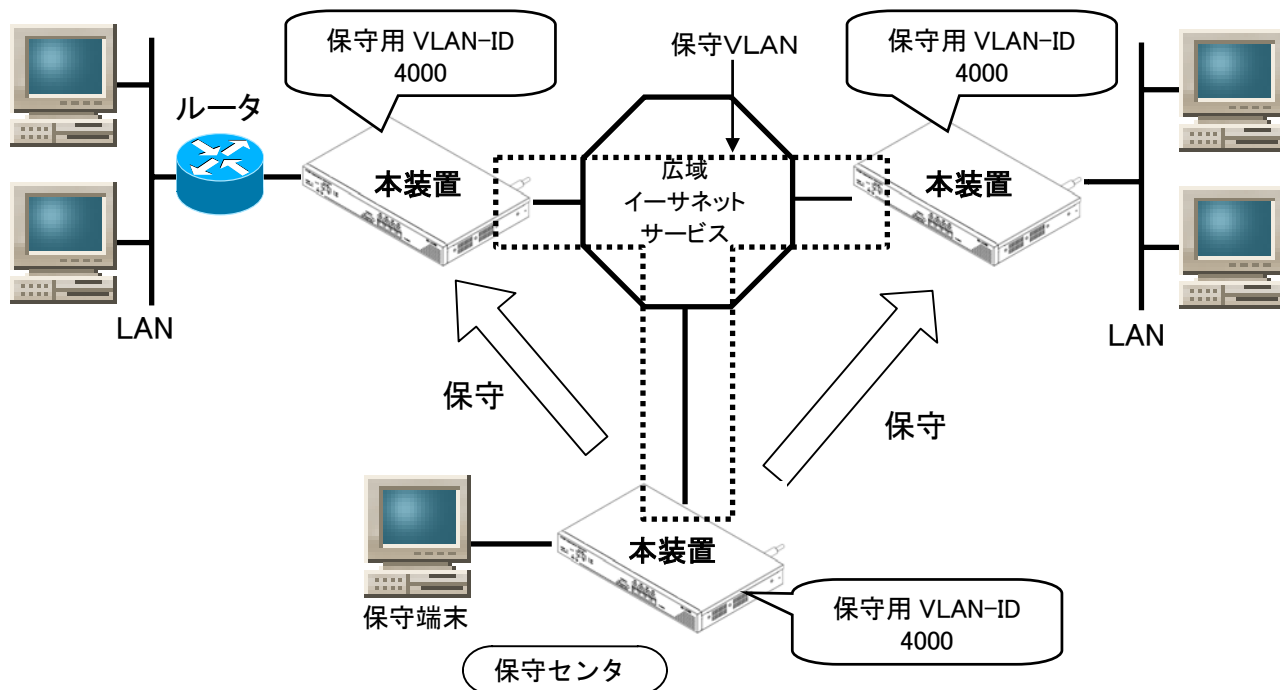 保守用 VLAN-ID
4000
保守VLAN
保守用 VLAN-ID
4000
ルータ
本装置
広域
イーサネット
サービス
本装置
LAN
LAN
保守
保守
本装置
保守端末
保守用 VLAN-ID
4000
保守センタ